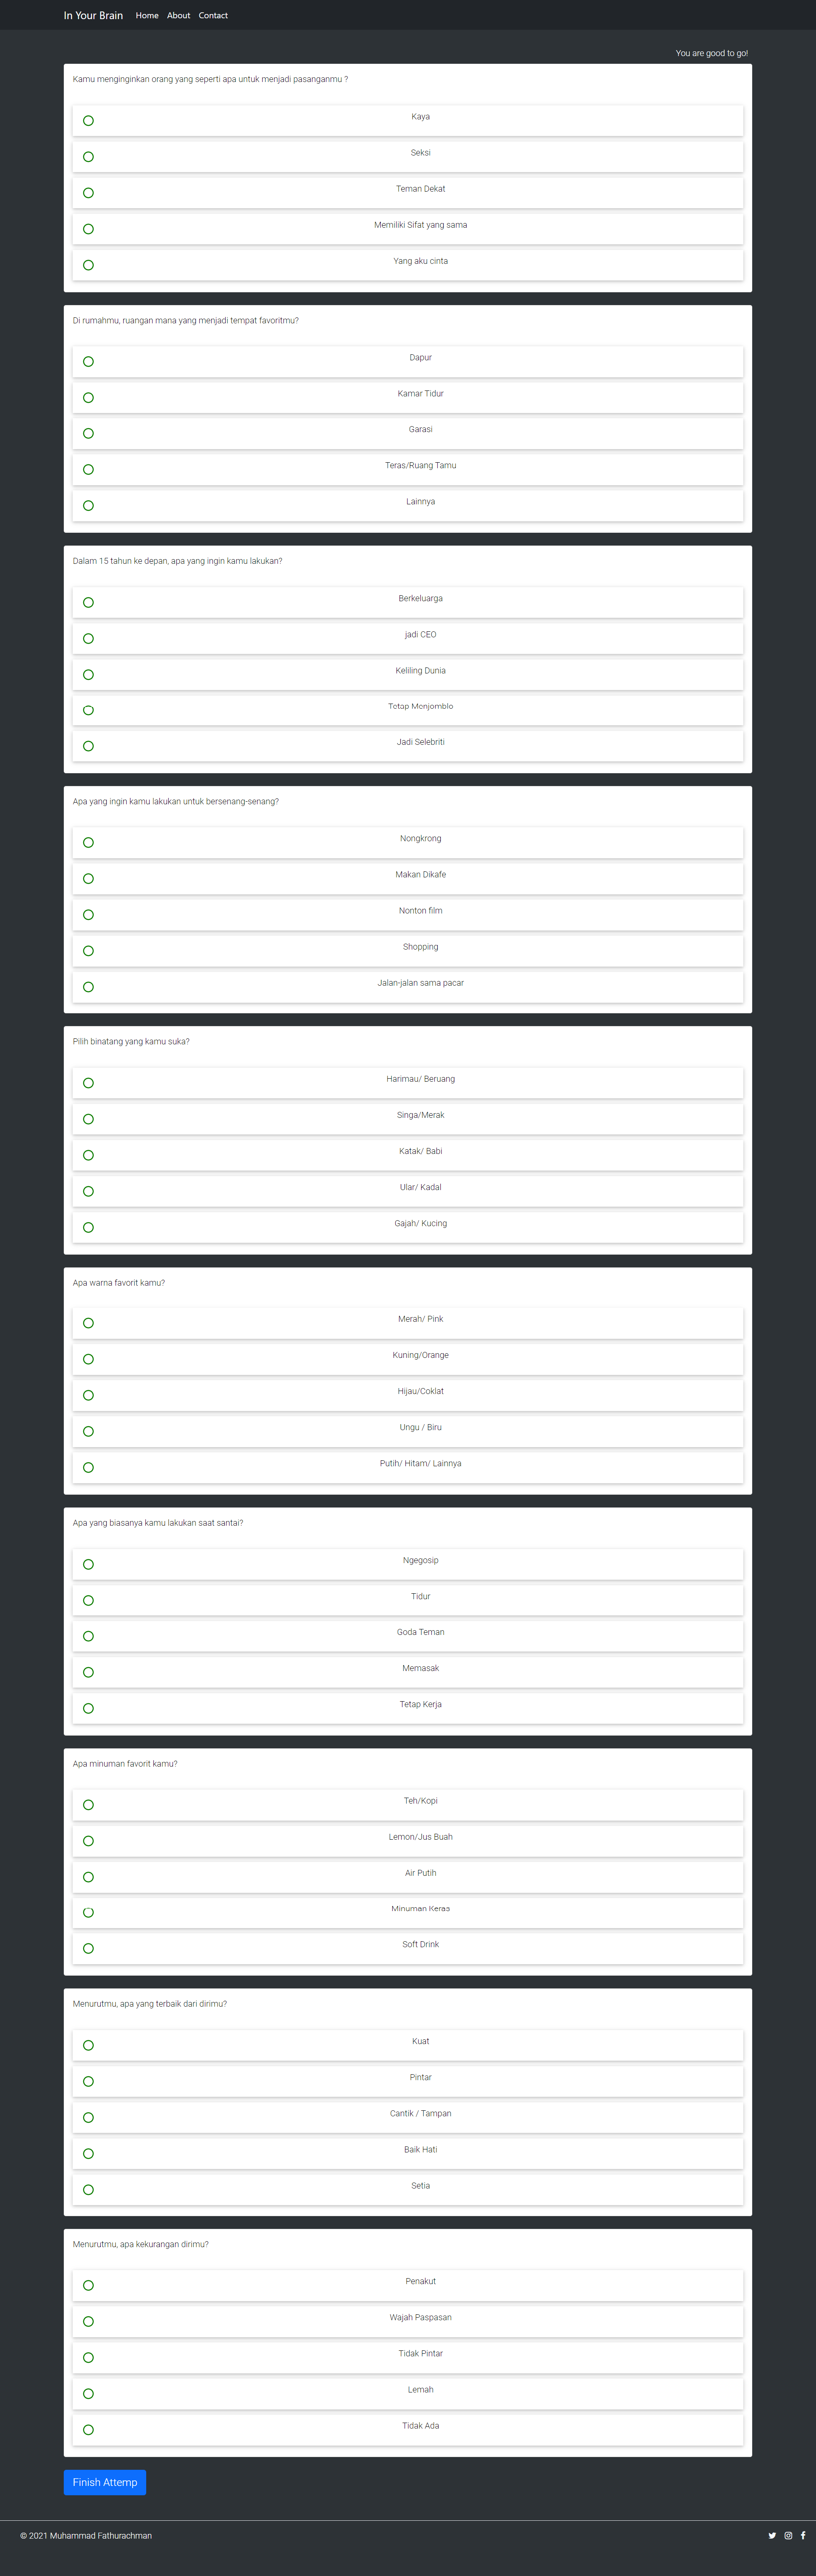 In Your Brain Home About Contact
You are good to go!
Kamu menginginkan orang yang seperti apa untuk menjadi pasanganmu ?
Kaya
Seksi
Teman Dekat
Memiliki Sifat yang sama
Yang aku cinta
Di rumahmu, ruangan mana yang menjadi tempat favoritmu?
Dapur
Kamar Tidur
Garasi
Teras/Ruang Tamu
Lainnya
Dalam 15 tahun ke depan, apa yang ingin kamu lakukan?
Berkeluarga
jadi CEO
Keliling Dunia
Tetap Menjomblo
Jadi Selebriti
Apa yang ingin kamu lakukan untuk bersenang-senang?
Nongkrong
Makan Dikafe
Nonton film
Shopping
Jalan-jalan sama pacar
Pilih binatang yang kamu suka?
Harimau/ Beruang
Singa/Merak
Katak/ Babi
Ular/ Kadal
Gajah/ Kucing
Apa warna favorit kamu?
Merah/ Pink
Kuning/Orange
Hijau/Coklat
Ungu / Biru
Putih/ Hitam/ Lainnya
Apa yang biasanya kamu lakukan saat santai?
Ngegosip
Tidur
Goda Teman
Memasak
Tetap Kerja
Apa minuman favorit kamu?
Teh/Kopi
Lemon/Jus Buah
Air Putih
Minuman Keras
Soft Drink
Menurutmu, apa yang terbaik dari dirimu?
Kuat
Pintar
Cantik / Tampan
Baik Hati
Setia
Menurutmu, apa kekurangan dirimu?
Penakut
Wajah Paspasan
Tidak Pintar
Lemah
Tidak Ada
Finish Attemp
© 2021 Muhammad Fathurachman